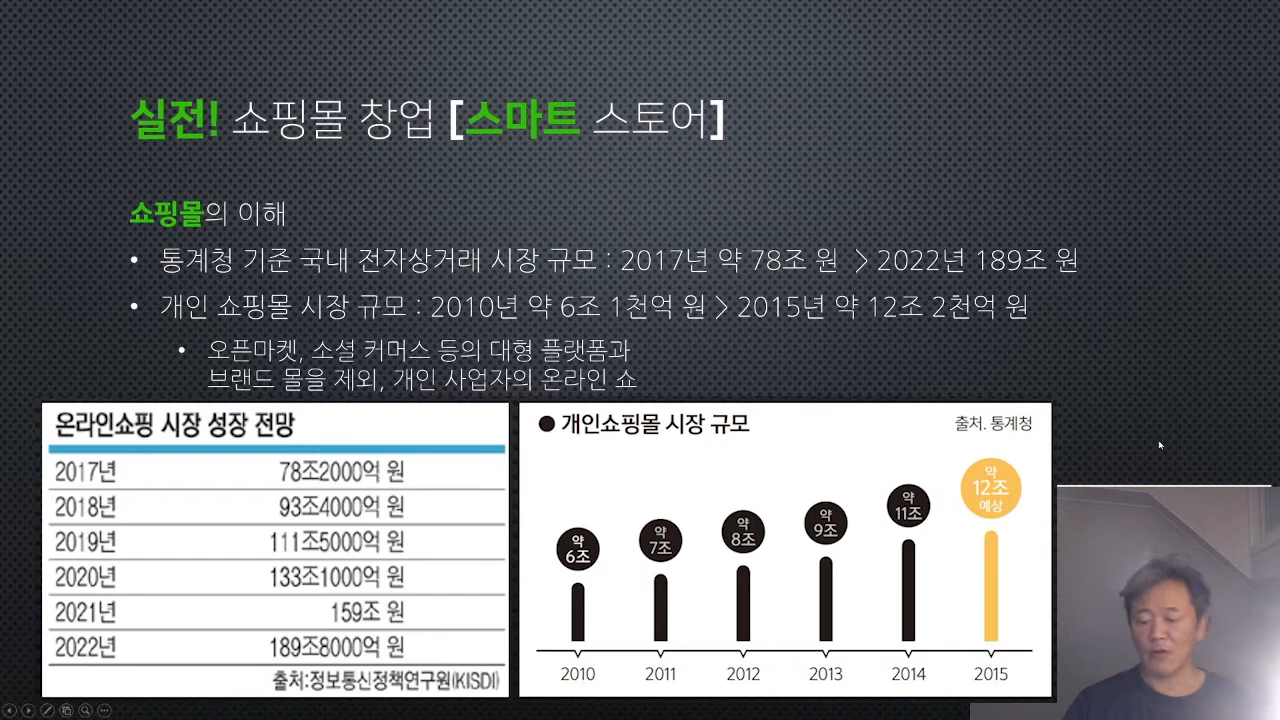 실전! 쇼핑몰 창업 [스마트 스토어]
쇼핑몰의 이해
• 통계청 기준 국내 전자상거래 시장 규모 : 2017년 약 78조 원 > 2022년 189조 원
• 개인 쇼핑몰 시장 규모 : 2010년 약 6조 1천억 원 > 2015년 약 12조 2천억 원
• 오픈마켓, 소셜 커머스 등의 대형 플랫폼과
브랜드 몰을 제외, 개인 사업자의 온라인 쇼
온라인쇼핑 시장 성장 전망
2017년 78조2000억 원
2018년 93조4000억 원
2019년 111조5000억 원
2020년 133조1000억 원
2021년 159조 원
2022년 189조8000억 원
출처:정보통신정책연구원(KISDI)
● 개인쇼핑몰 시장 규모 출처. 통계청
약 6조
약 7조
약 8조
약 9조
약 11조
약 12조 예상
2010 2011 2012 2013 2014 2015